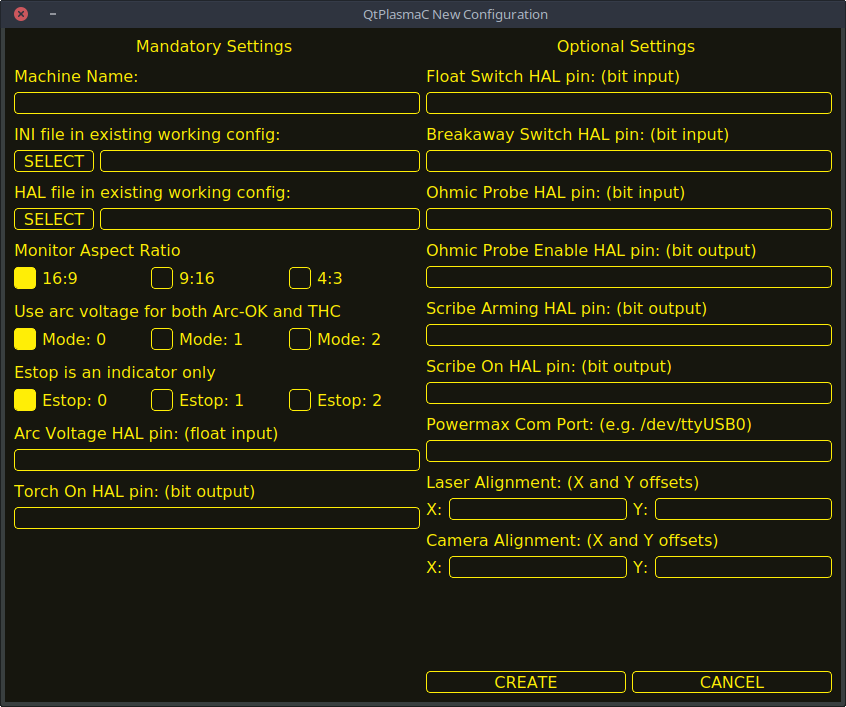 QtPlasmaC New Configuration
Mandatory Settings
Machine Name:
INI file in existing working config:
SELECT
HAL file in existing working config:
SELECT
Monitor Aspect Ratio
16:9 9:16 4:3
Use arc voltage for both Arc-OK and THC
Mode: 0 Mode: 1 Mode: 2
Estop is an indicator only
Estop: 0 Estop: 1 Estop: 2
Arc Voltage HAL pin: (float input)
Torch On HAL pin: (bit output)
Optional Settings
Float Switch HAL pin: (bit input)
Breakaway Switch HAL pin: (bit input)
Ohmic Probe HAL pin: (bit input)
Ohmic Probe Enable HAL pin: (bit output)
Scribe Arming HAL pin: (bit output)
Scribe On HAL pin: (bit output)
Powermax Com Port: (e.g. /dev/ttyUSB0)
Laser Alignment: (X and Y offsets)
X: Y:
Camera Alignment: (X and Y offsets)
X: Y:
CREATE CANCEL